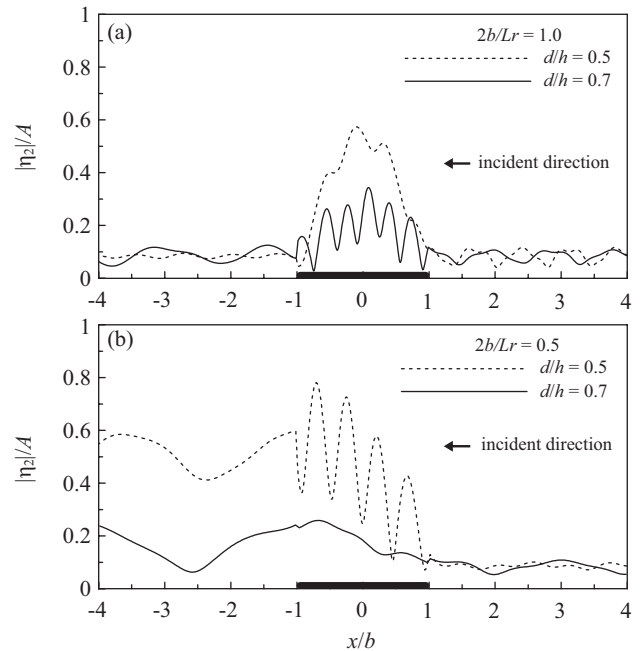 (a)
2b/Lr = 1.0
d/h = 0.5
d/h = 0.7
incident direction
|η2|/A
1
0.8
0.6
0.4
0.2
0
-4 -3 -2 -1 0 1 2 3 4
(b)
2b/Lr = 0.5
d/h = 0.5
d/h = 0.7
incident direction
|η2|/A
1
0.8
0.6
0.4
0.2
0
-4 -3 -2 -1 0 1 2 3 4
x/b